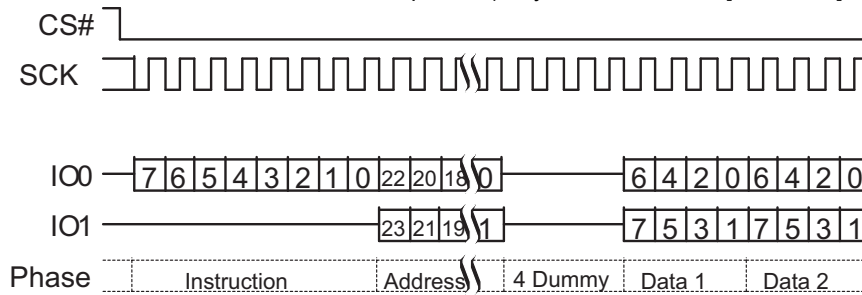 CS#
SCK
IO0 7 6 5 4 3 2 1 0 22 20 18 0 6 4 2 0 6 4 2 0
IO1 23 21 19 1 7 5 3 1 7 5 3 1
Phase Instruction Address 4 Dummy Data 1 Data 2